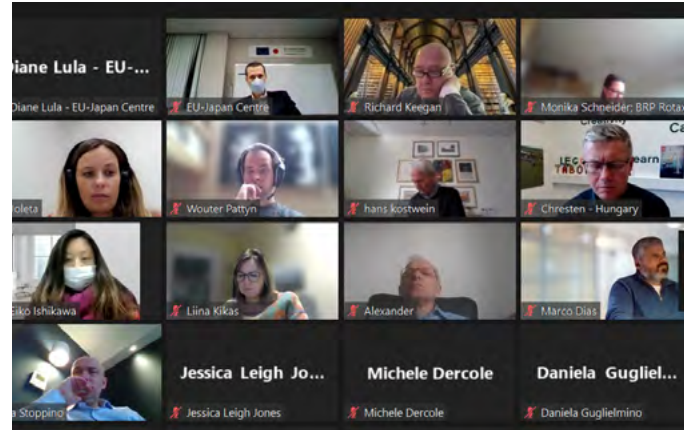 Diane Lula - EU-...
Diane Lula - EU-Japan Centre
EU-Japan Centre
Richard Keegan
Monika Schneider; BRP Rotax
oleta
Wouter Pattyn
hans kostwein
LEG
earn
Chresten - Hungary
Eiko Ishikawa
Liina Kikas
Alexander
Marco Dias
a Stoppino
Jessica Leigh Jo...
Jessica Leigh Jones
Michele Dercole
Michele Dercole
Daniela Gugliel...
Daniela Guglielmino